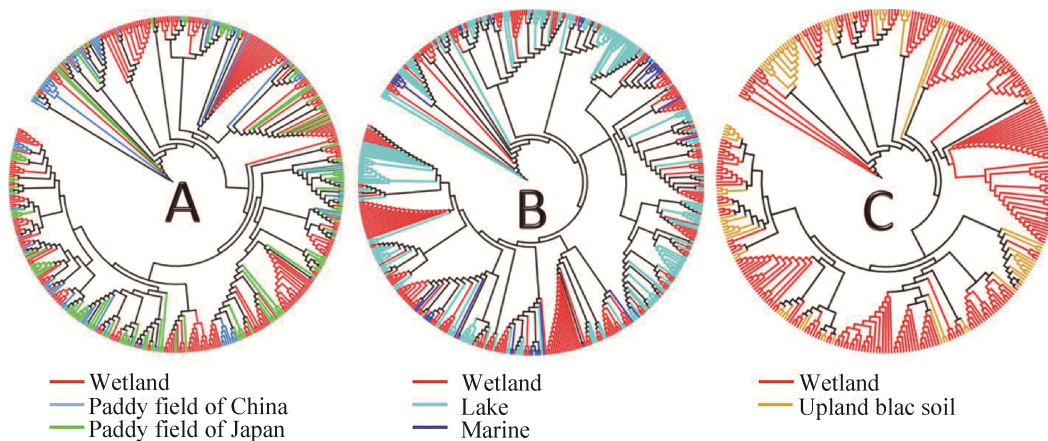 A
B
C
Wetland
Paddy field of China
Paddy field of Japan
Wetland
Lake
Marine
Wetland
Upland blac soil